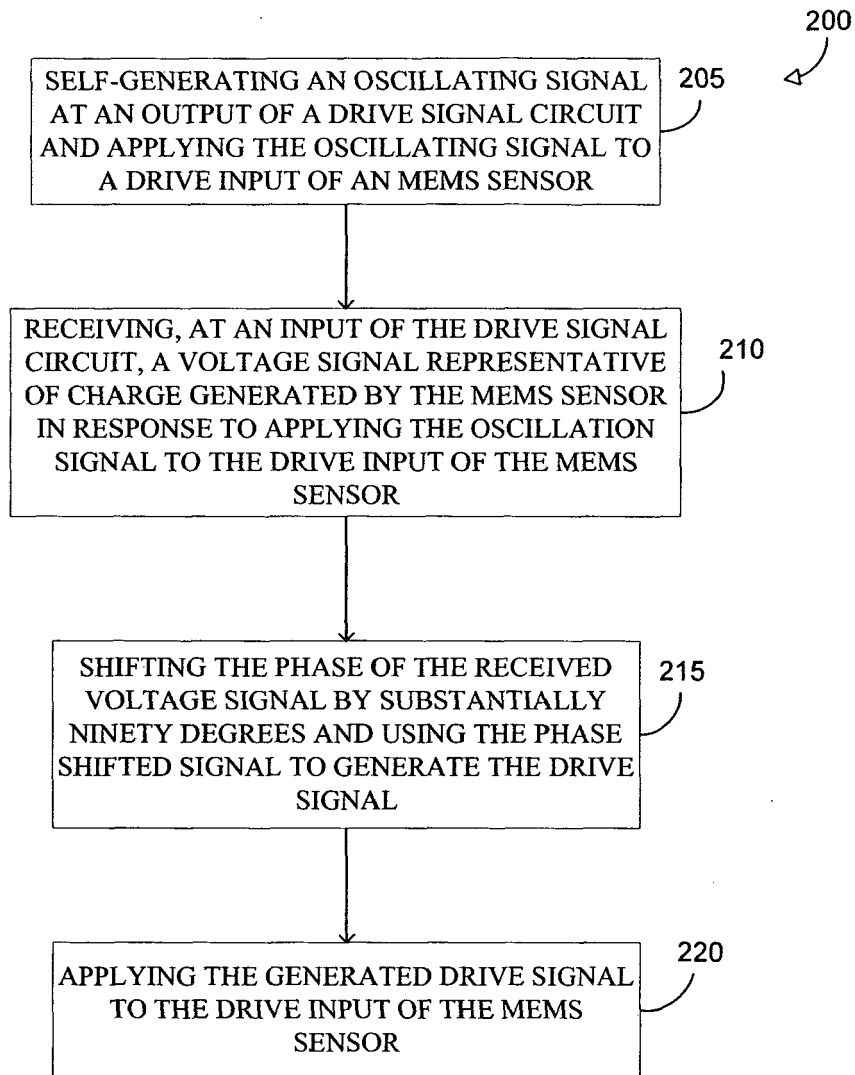 200
SELF-GENERATING AN OSCILLATING SIGNAL
AT AN OUTPUT OF A DRIVE SIGNAL CIRCUIT
AND APPLYING THE OSCILLATING SIGNAL TO
A DRIVE INPUT OF AN MEMS SENSOR
205
RECEIVING, AT AN INPUT OF THE DRIVE SIGNAL
CIRCUIT, A VOLTAGE SIGNAL REPRESENTATIVE
OF CHARGE GENERATED BY THE MEMS SENSOR
IN RESPONSE TO APPLYING THE OSCILLATION
SIGNAL TO THE DRIVE INPUT OF THE MEMS
SENSOR
210
SHIFTING THE PHASE OF THE RECEIVED
VOLTAGE SIGNAL BY SUBSTANTIALLY
NINETY DEGREES AND USING THE PHASE
SHIFTED SIGNAL TO GENERATE THE DRIVE
SIGNAL
215
APPLYING THE GENERATED DRIVE SIGNAL
TO THE DRIVE INPUT OF THE MEMS
SENSOR
220